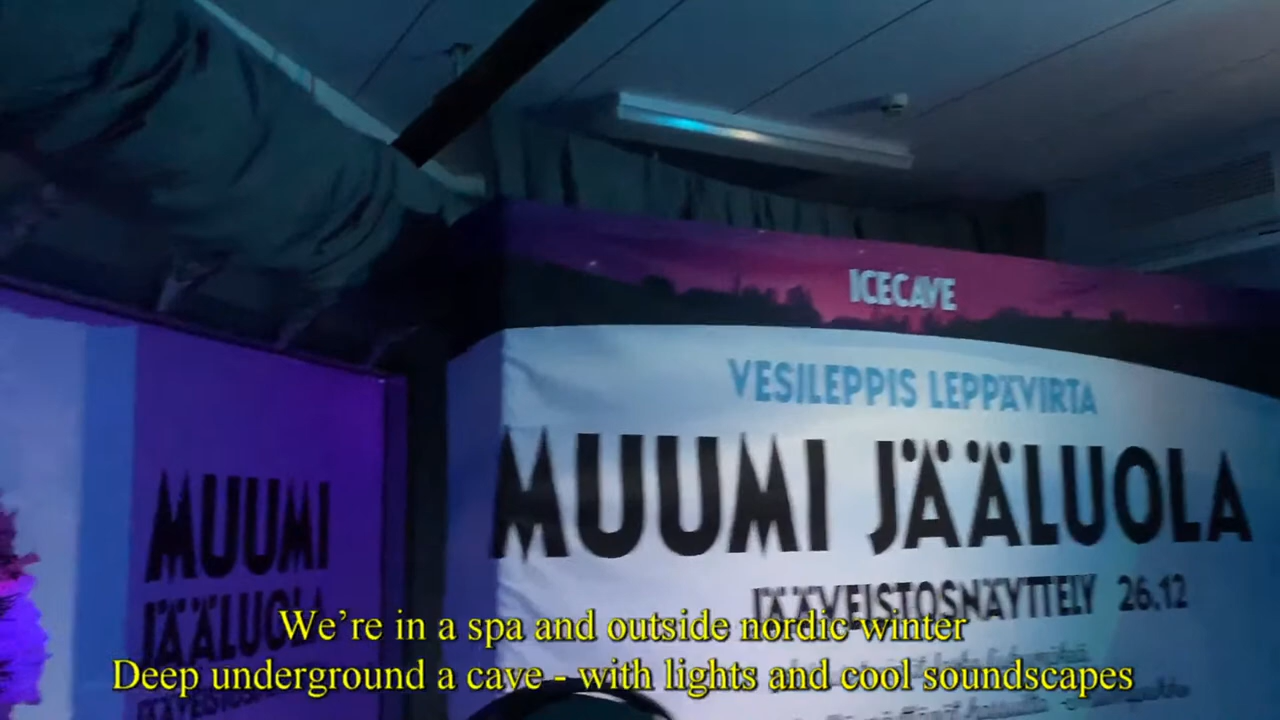 ICECAVE
VESILEPPIS LEPPÄVIRTA
MUUMI JÄÄLUOLA
JÄÄVEISTOSNÄYTTELY 26.12
MUUMI
JÄÄLUOLA
We're in a spa and outside nordic winter
Deep underground a cave - with lights and cool soundscapes